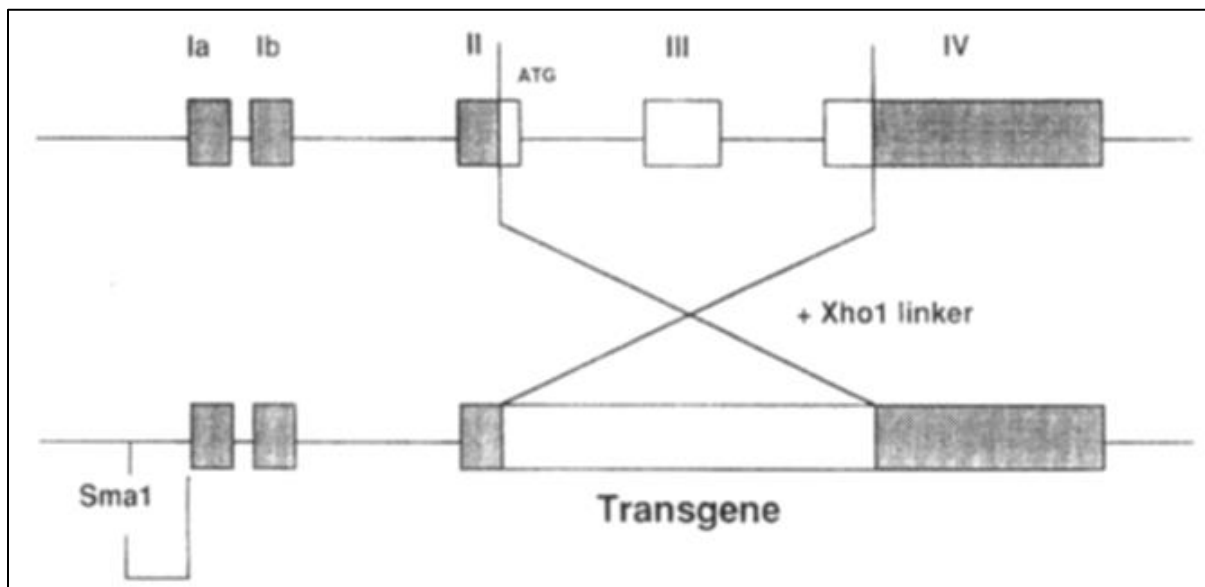 Ia Ib II III IV
ATG
+ Xho1 linker
Sma1
Transgene